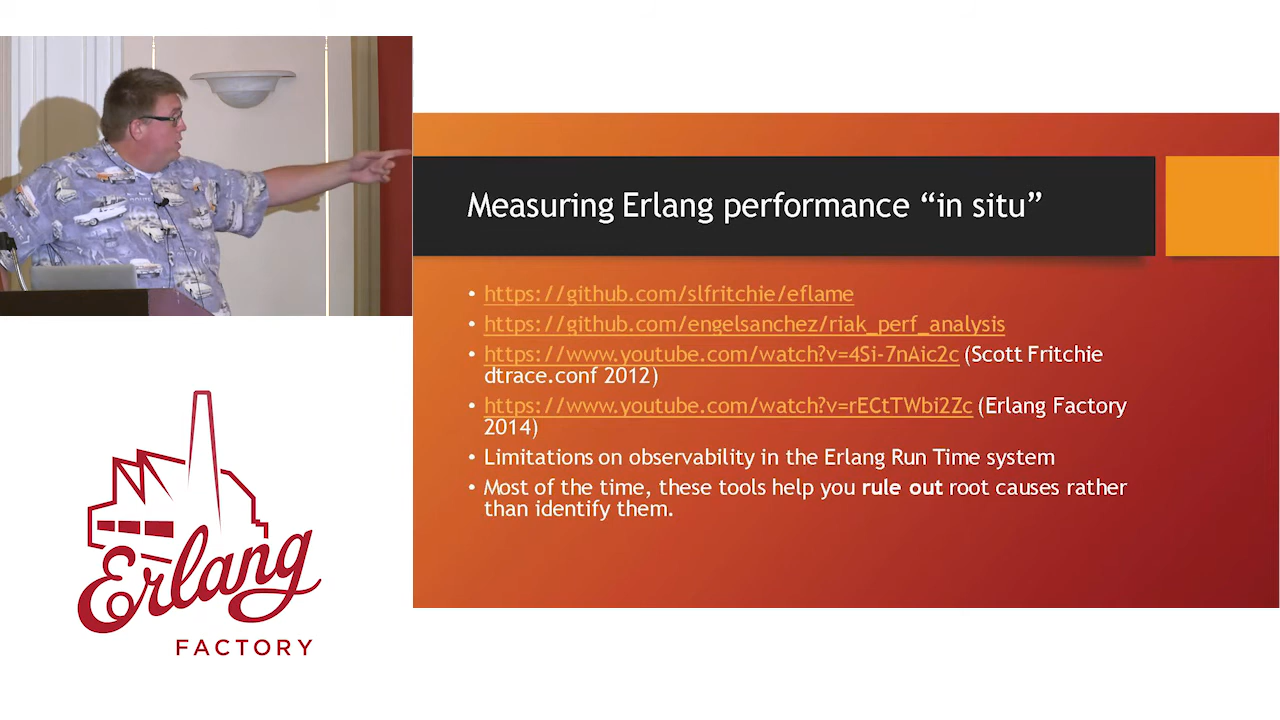 Measuring Erlang performance “in situ”
• https://github.com/slfritchie/eflame
• https://github.com/engelsanchez/riak_perf_analysis
• https://www.youtube.com/watch?v=4Si-7nAic2c (Scott Fritchie
dtrace.conf 2012)
• https://www.youtube.com/watch?v=rECtTWbi2Zc (Erlang Factory
2014)
• Limitations on observability in the Erlang Run Time system
• Most of the time, these tools help you rule out root causes rather
than identify them.
Erlang
FACTORY